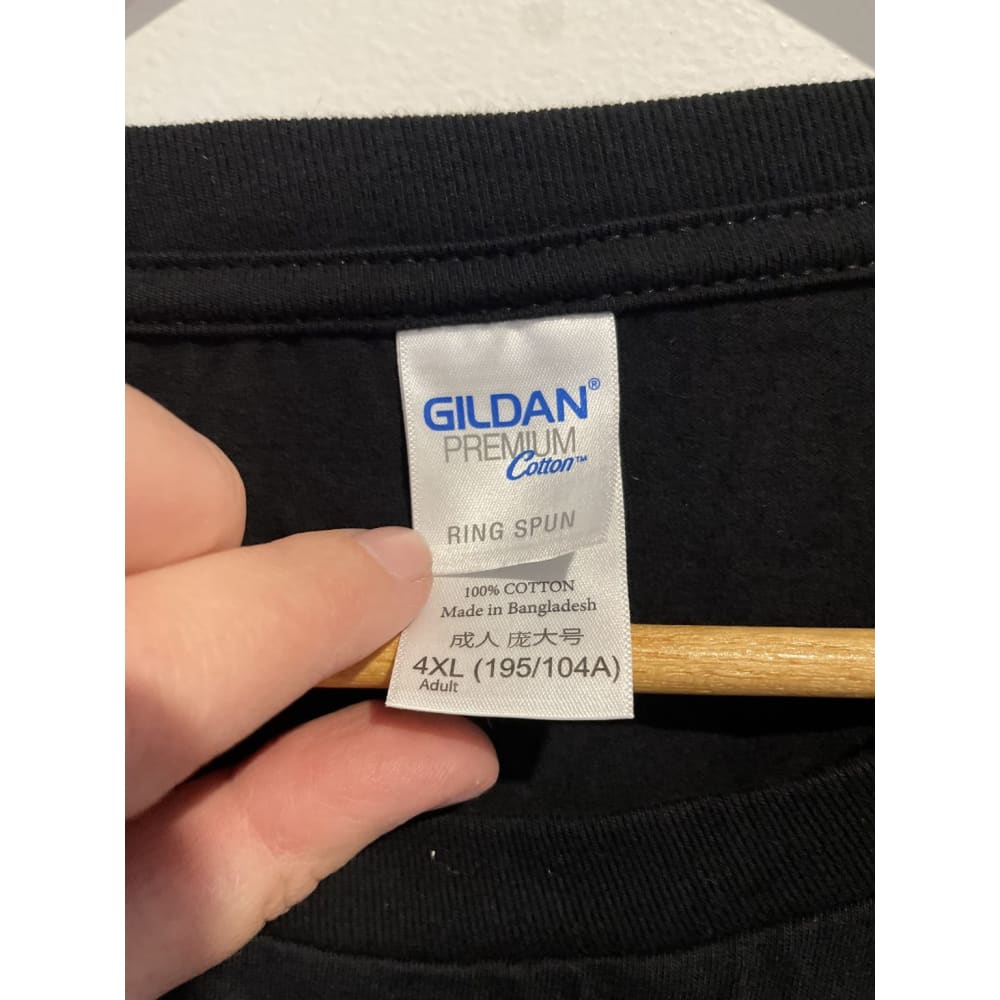 GILDAN®
PREMIUM
Cotton™
RING SPUN
100% COTTON
Made in Bangladesh
成人 庞大号
4XL (195/104A)
Adult